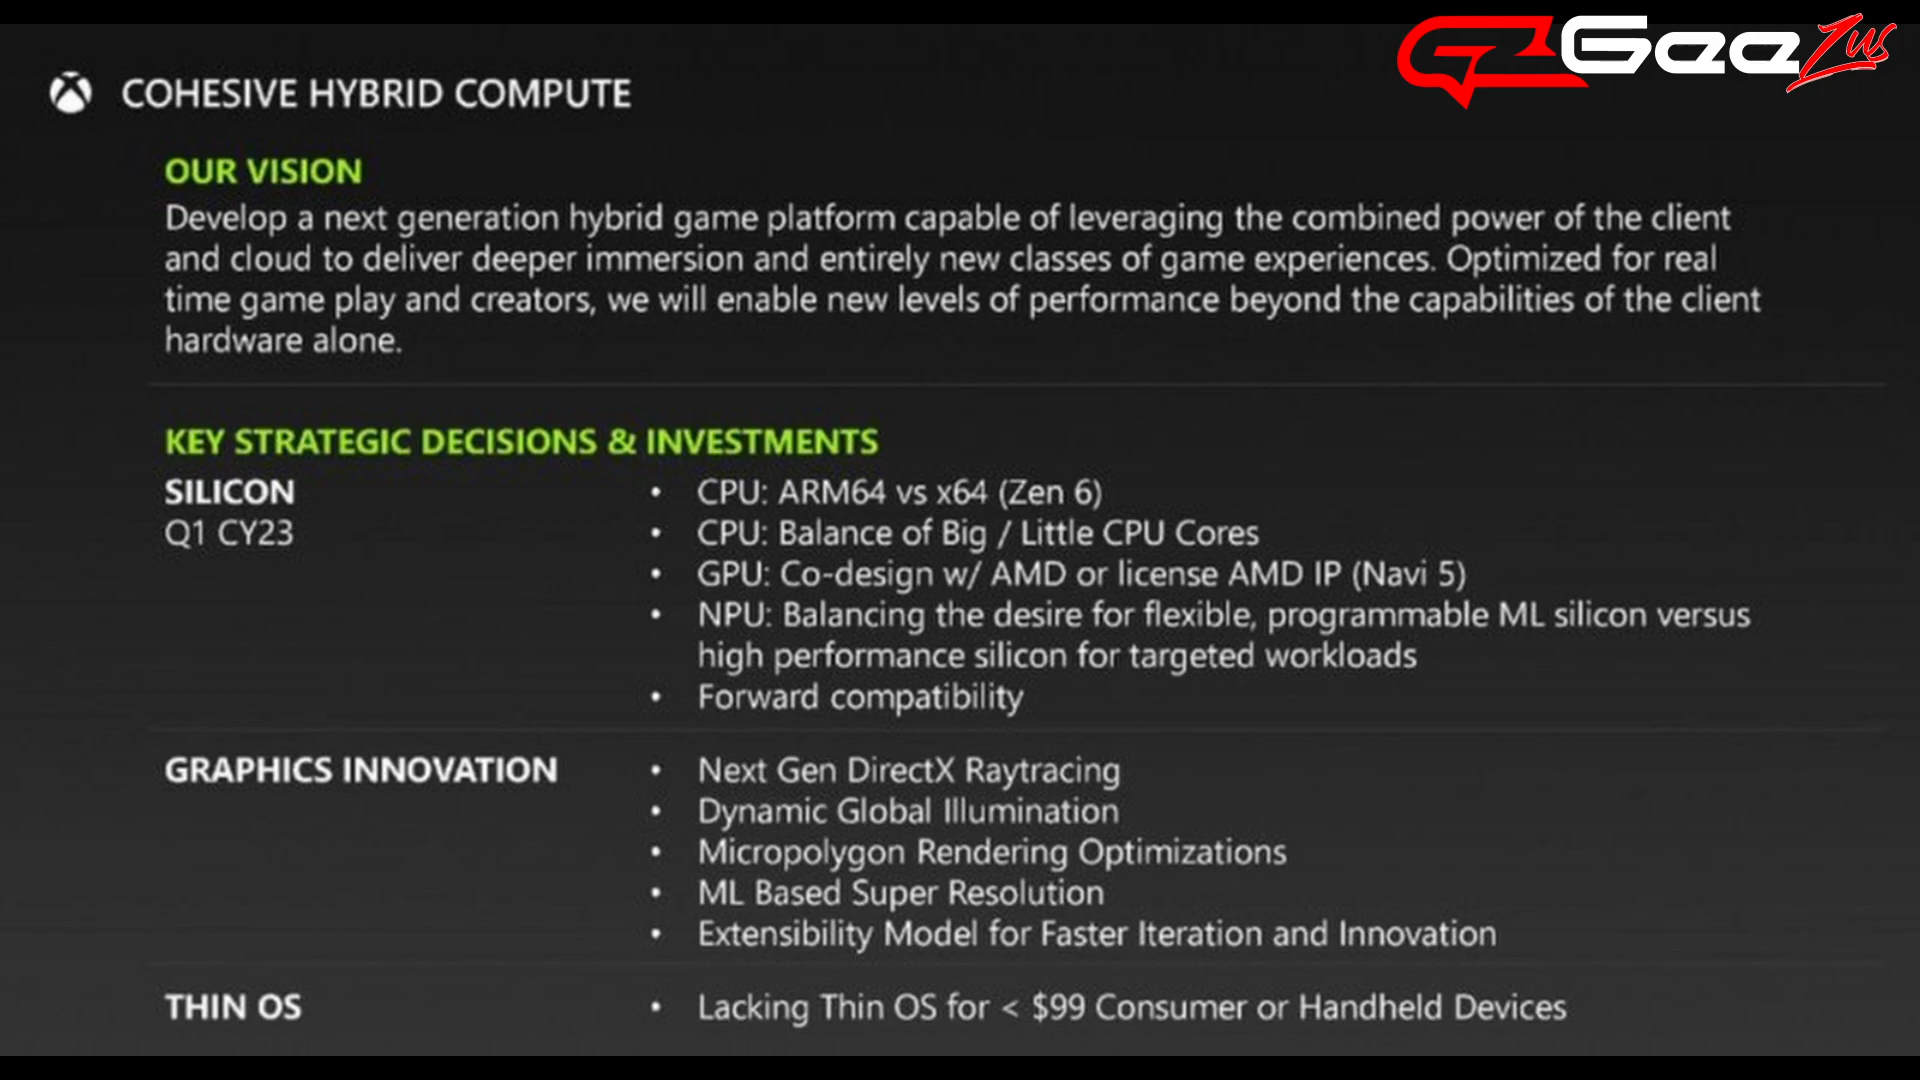 GeeZus
COHESIVE HYBRID COMPUTE
OUR VISION
Develop a next generation hybrid game platform capable of leveraging the combined power of the client
and cloud to deliver deeper immersion and entirely new classes of game experiences. Optimized for real
time game play and creators, we will enable new levels of performance beyond the capabilities of the client
hardware alone.
KEY STRATEGIC DECISIONS & INVESTMENTS
SILICON
Q1 CY23
• CPU: ARM64 vs x64 (Zen 6)
• CPU: Balance of Big / Little CPU Cores
• GPU: Co-design w/ AMD or license AMD IP (Navi 5)
• NPU: Balancing the desire for flexible, programmable ML silicon versus
high performance silicon for targeted workloads
• Forward compatibility
GRAPHICS INNOVATION
• Next Gen DirectX Raytracing
• Dynamic Global Illumination
• Micropolygon Rendering Optimizations
• ML Based Super Resolution
• Extensibility Model for Faster Iteration and Innovation
THIN OS
• Lacking Thin OS for < $99 Consumer or Handheld Devices